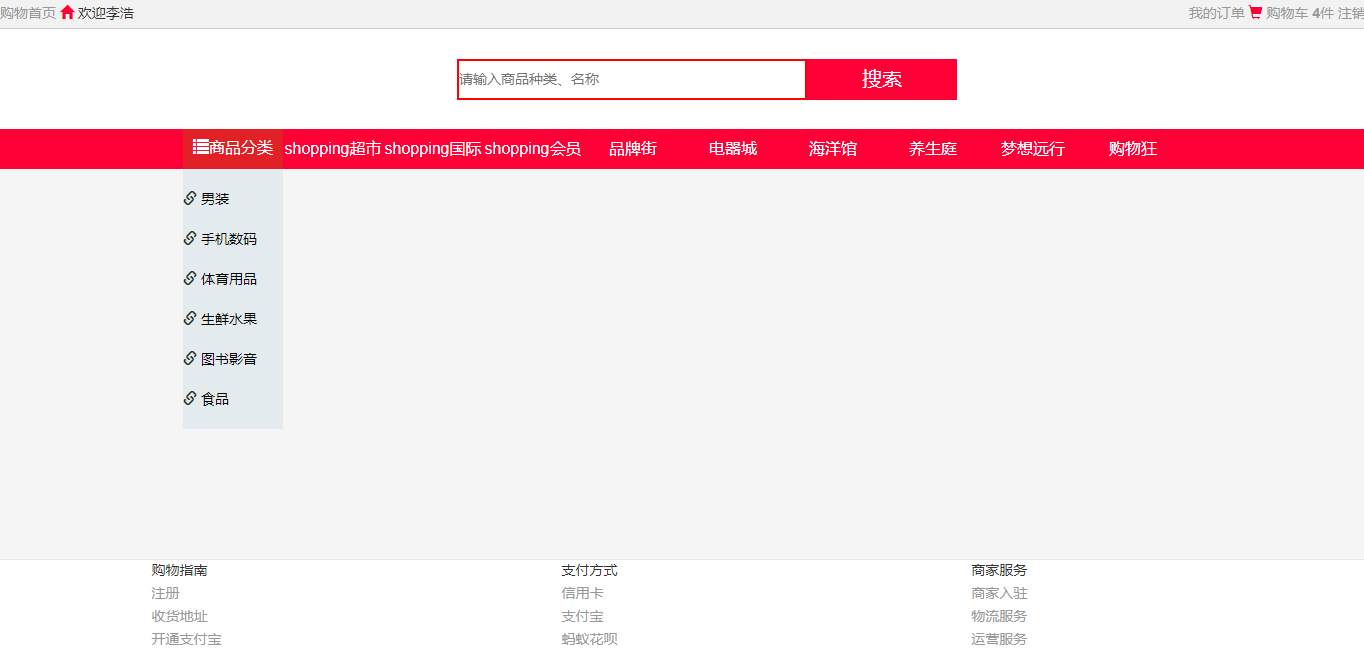 购物首页 欢迎李浩 我的订单 购物车 4件 注销
请输入商品种类、名称 搜索
商品分类 shopping超市 shopping国际 shopping会员 品牌街 电器城 海洋馆 养生庭 梦想远行 购物狂
男装
手机数码
体育用品
生鲜水果
图书影音
食品
购物指南 支付方式 商家服务
注册 信用卡 商家入驻
收货地址 支付宝 物流服务
开通支付宝 蚂蚁花呗 运营服务